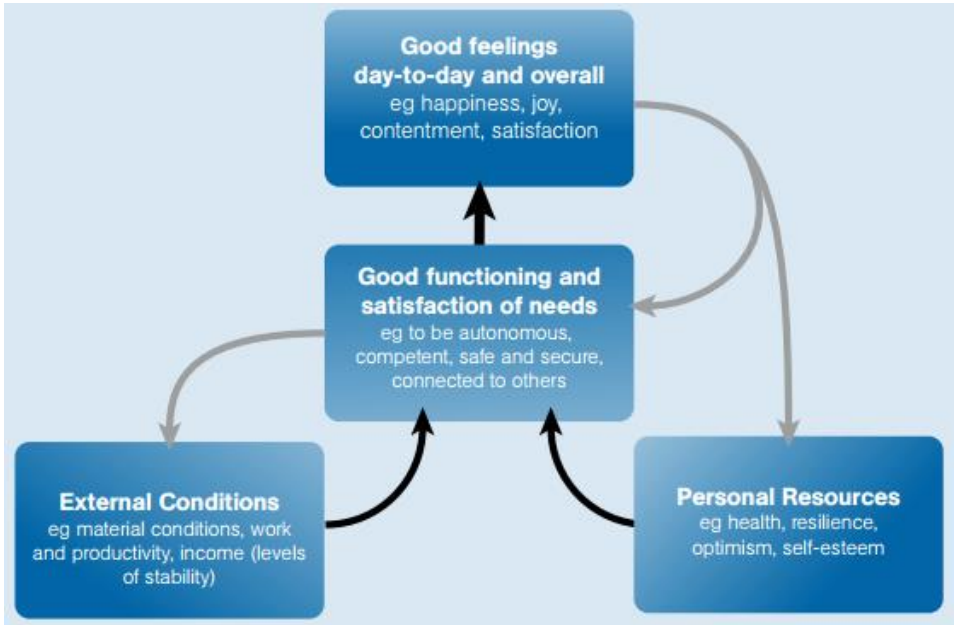 Good feelings
day-to-day and overall
eg happiness, joy,
contentment, satisfaction
Good functioning and
satisfaction of needs
eg to be autonomous,
competent, safe and secure,
connected to others
External Conditions
eg material conditions, work
and productivity, income (levels
of stability)
Personal Resources
eg health, resilience,
optimism, self-esteem